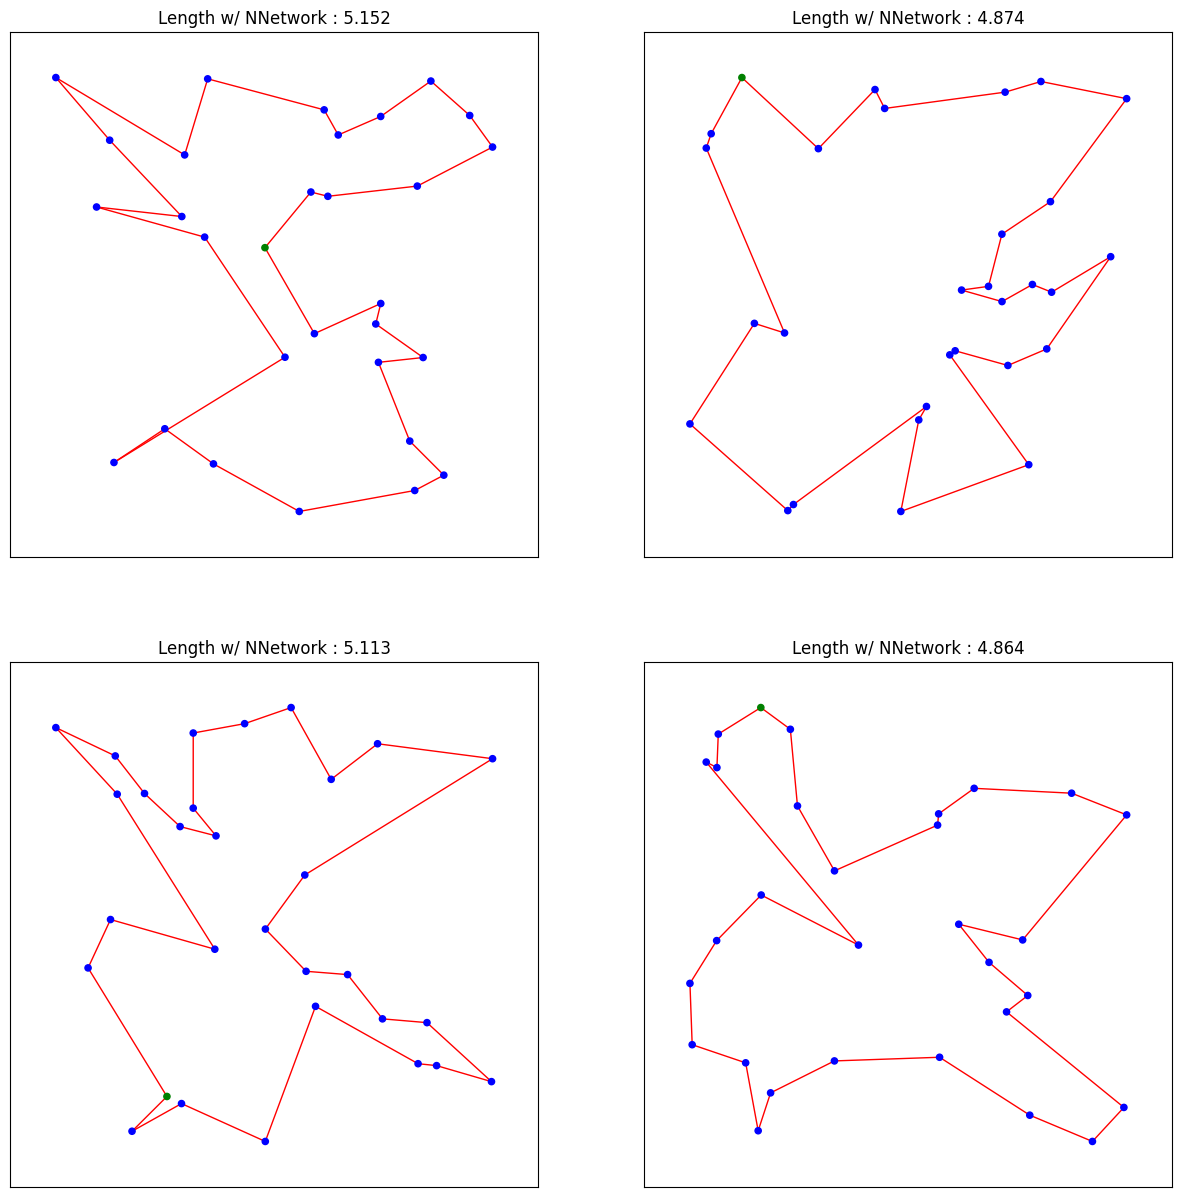 Length w/ NNetwork : 5.152
Length w/ NNetwork : 4.874
Length w/ NNetwork : 5.113
Length w/ NNetwork : 4.864